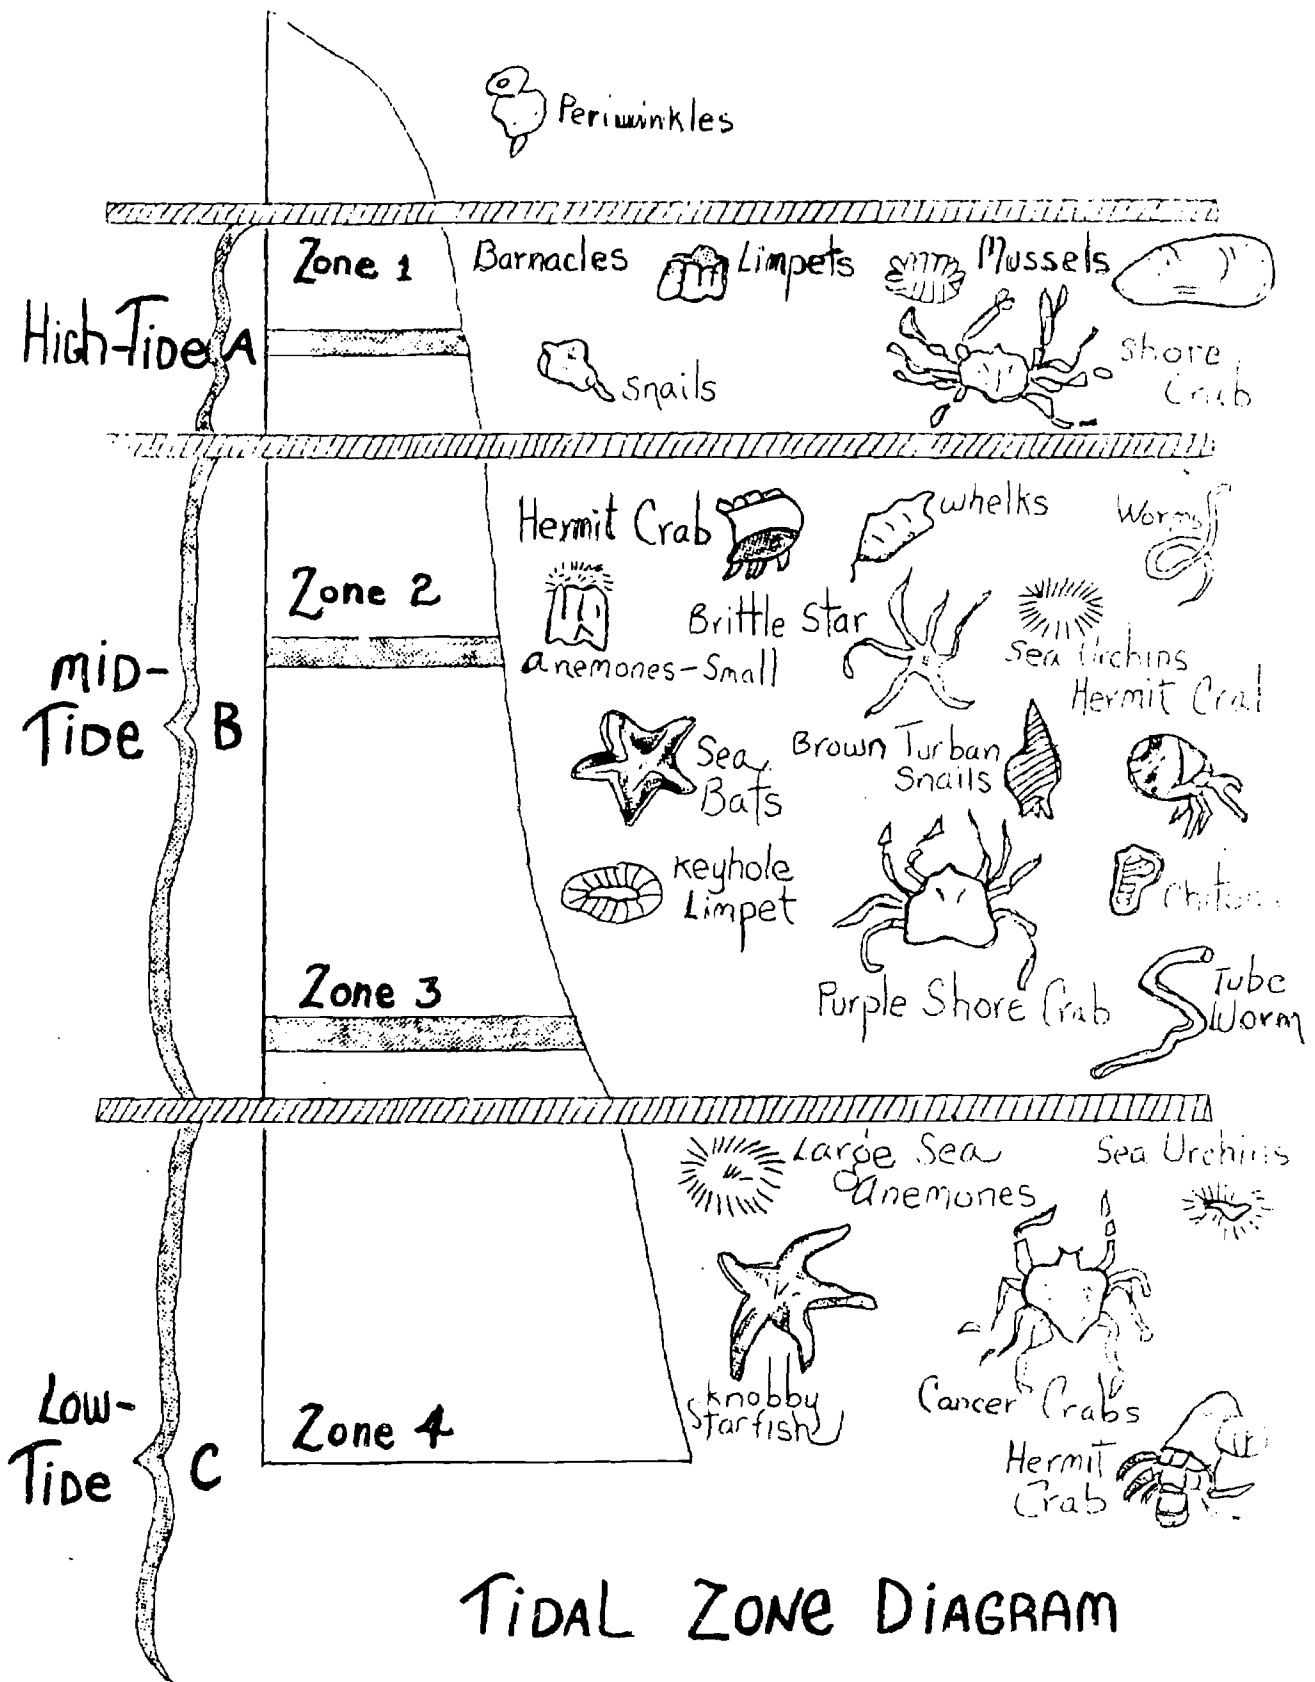 Periwinkles
Zone 1
Barnacles
Limpets
Mussels
High-Tide A
Snails
Shore
Crab
Hermit Crab
Whelks
Worms
Zone 2
Brittle Star
Sea Urchins
Anemones-Small
Hermit Crab
Mid-
Tide B
Sea
Bats
Brown Turban
Snails
Keyhole
Limpet
Chitons
Zone 3
Purple Shore Crab
Tube
Worm
Large Sea
Anemones
Sea Urchins
Knobby
Starfish
Cancer Crabs
Low-
Tide C
Zone 4
Hermit
Crab
TIDAL ZONE DIAGRAM